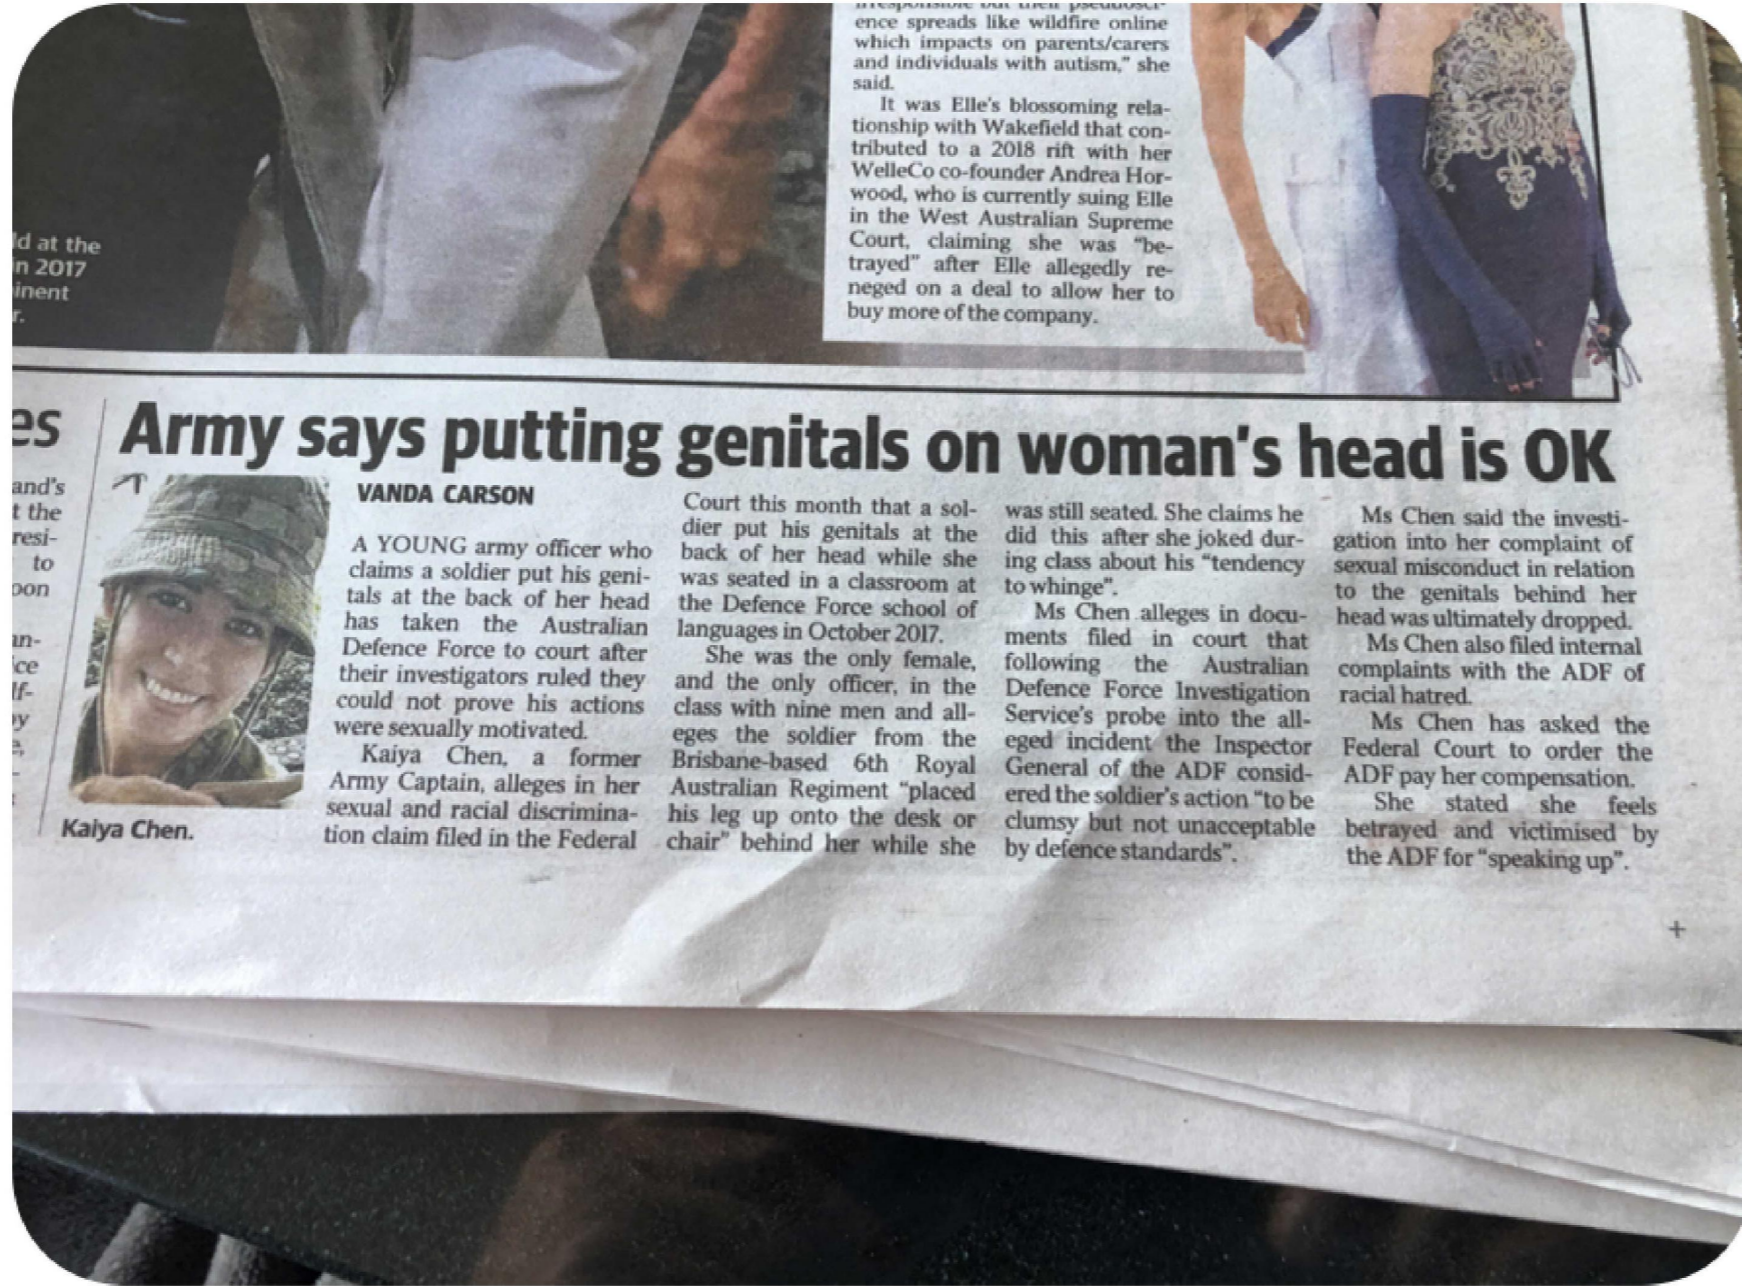 ence spreads like wildfire online
which impacts on parents/carers
and individuals with autism," she
said.
It was Elle's blossoming rela-
tionship with Wakefield that con-
tributed to a 2018 rift with her
WelleCo co-founder Andrea Hor-
wood, who is currently suing Elle
in the West Australian Supreme
Court, claiming she was "be-
trayed" after Elle allegedly re-
neged on a deal to allow her to
buy more of the company.
ld at the
in 2017
inent
r.
es
and's
t the
resi-
to
oon
an-
ce
lf-
by
e,
Army says putting genitals on woman's head is OK
Kaiya Chen.
VANDA CARSON
A YOUNG army officer who
claims a soldier put his geni-
tals at the back of her head
has taken the Australian
Defence Force to court after
their investigators ruled they
could not prove his actions
were sexually motivated.
Kaiya Chen, a former
Army Captain, alleges in her
sexual and racial discrimina-
tion claim filed in the Federal
Court this month that a sol-
dier put his genitals at the
back of her head while she
was seated in a classroom at
the Defence Force school of
languages in October 2017.
She was the only female,
and the only officer, in the
class with nine men and all-
eges the soldier from the
Brisbane-based 6th Royal
Australian Regiment "placed
his leg up onto the desk or
chair" behind her while she
was still seated. She claims he
did this after she joked dur-
ing class about his "tendency
to whinge".
Ms Chen alleges in docu-
ments filed in court that
following the Australian
Defence Force Investigation
Service's probe into the all-
eged incident the Inspector
General of the ADF consid-
ered the soldier's action "to be
clumsy but not unacceptable
by defence standards".
Ms Chen said the investi-
gation into her complaint of
sexual misconduct in relation
to the genitals behind her
head was ultimately dropped.
Ms Chen also filed internal
complaints with the ADF of
racial hatred.
Ms Chen has asked the
Federal Court to order the
ADF pay her compensation.
She stated she feels
betrayed and victimised by
the ADF for "speaking up".